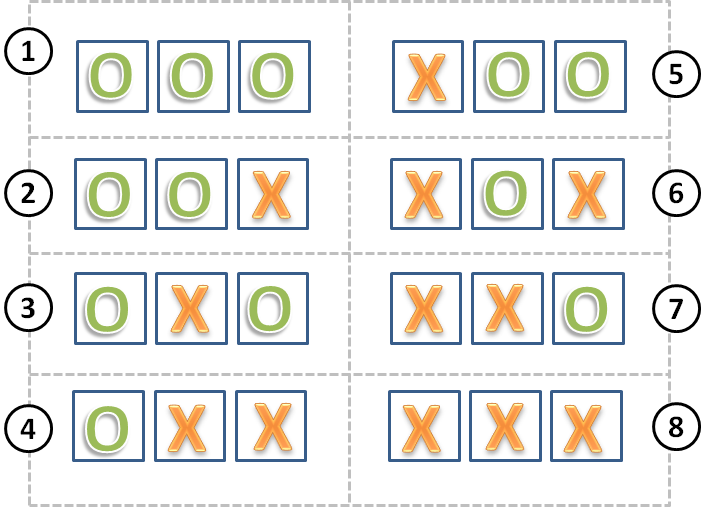 1 O O O
X O O 5
2 O O X
X O X 6
3 O X O
X X O 7
4 O X X
X X X 8